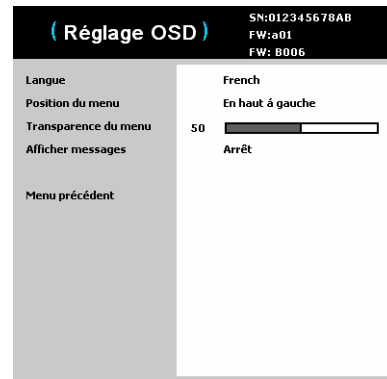 (Réglage OSD)
SN:012345678AB
FW:a01
FW: B006
Langue French
Position du menu En haut á gauche
Transparence du menu 50
Afficher messages Arrêt
Menu précédent